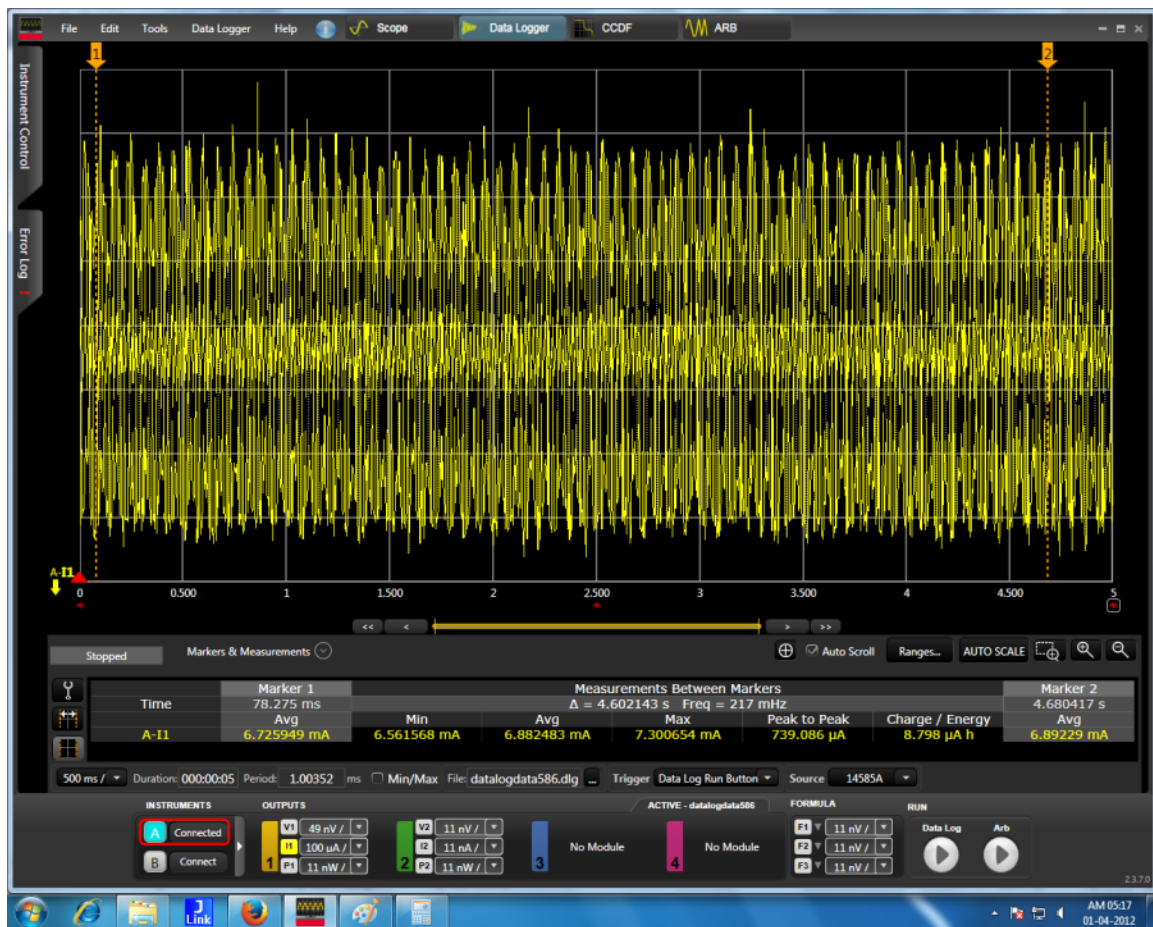 File Edit Tools Data Logger Help Scope Data Logger CCDF ARB
1 2
Instrument Control
Error Log !
A-I1
0 0.500 1 1.500 2 2.500 3 3.500 4 4.500 5
<< < > >>
Stopped Markers & Measurements Auto Scroll Ranges... AUTO SCALE
Marker 1 Measurements Between Markers Marker 2
Time 78.275 ms Δ = 4.602143 s Freq = 217 mHz 4.680417 s
Avg Min Avg Max Peak to Peak Charge / Energy Avg
A-I1 6.725949 mA 6.561568 mA 6.882483 mA 7.300654 mA 739.086 µA 8.798 µA h 6.89229 mA
500 ms / Duration: 000:00:05 Period: 1.00352 ms Min/Max File: datalogdata586.dlg ... Trigger Data Log Run Button Source 14585A
INSTRUMENTS OUTPUTS ACTIVE - datalogdata586 FORMULA RUN
A Connected V1 49 nV / V2 11 nV / F1 11 nV / Data Log Arb
I1 100 µA / I2 11 nA / No Module No Module F2 11 nV /
B Connect 1 P1 11 nW / 2 P2 11 nW / 3 4 F3 11 nV /
2.3.7.0
J
Link
AM 05:17
01-04-2012